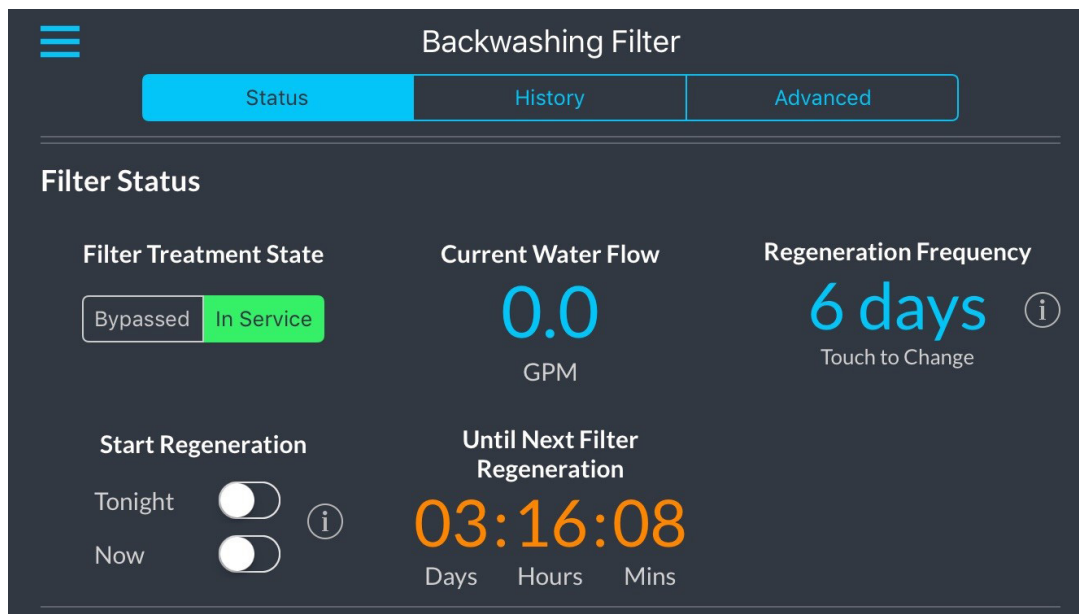 Backwashing Filter
Status History Advanced
Filter Status
Filter Treatment State
Bypassed In Service
Current Water Flow
0.0
GPM
Regeneration Frequency
6 days
i
Touch to Change
Start Regeneration
Tonight
Now
i
Until Next Filter
Regeneration
03:16:08
Days Hours Mins